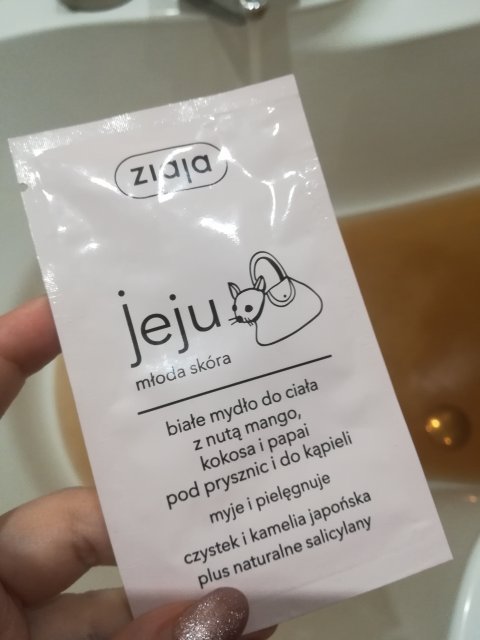 ziaja
jeju
młoda skóra
białe mydło do ciała
z nutą mango,
kokosa i papai
pod prysznic i do kąpieli
myje i pielęgnuje
czystek i kamelia japońska
plus naturalne salicylany